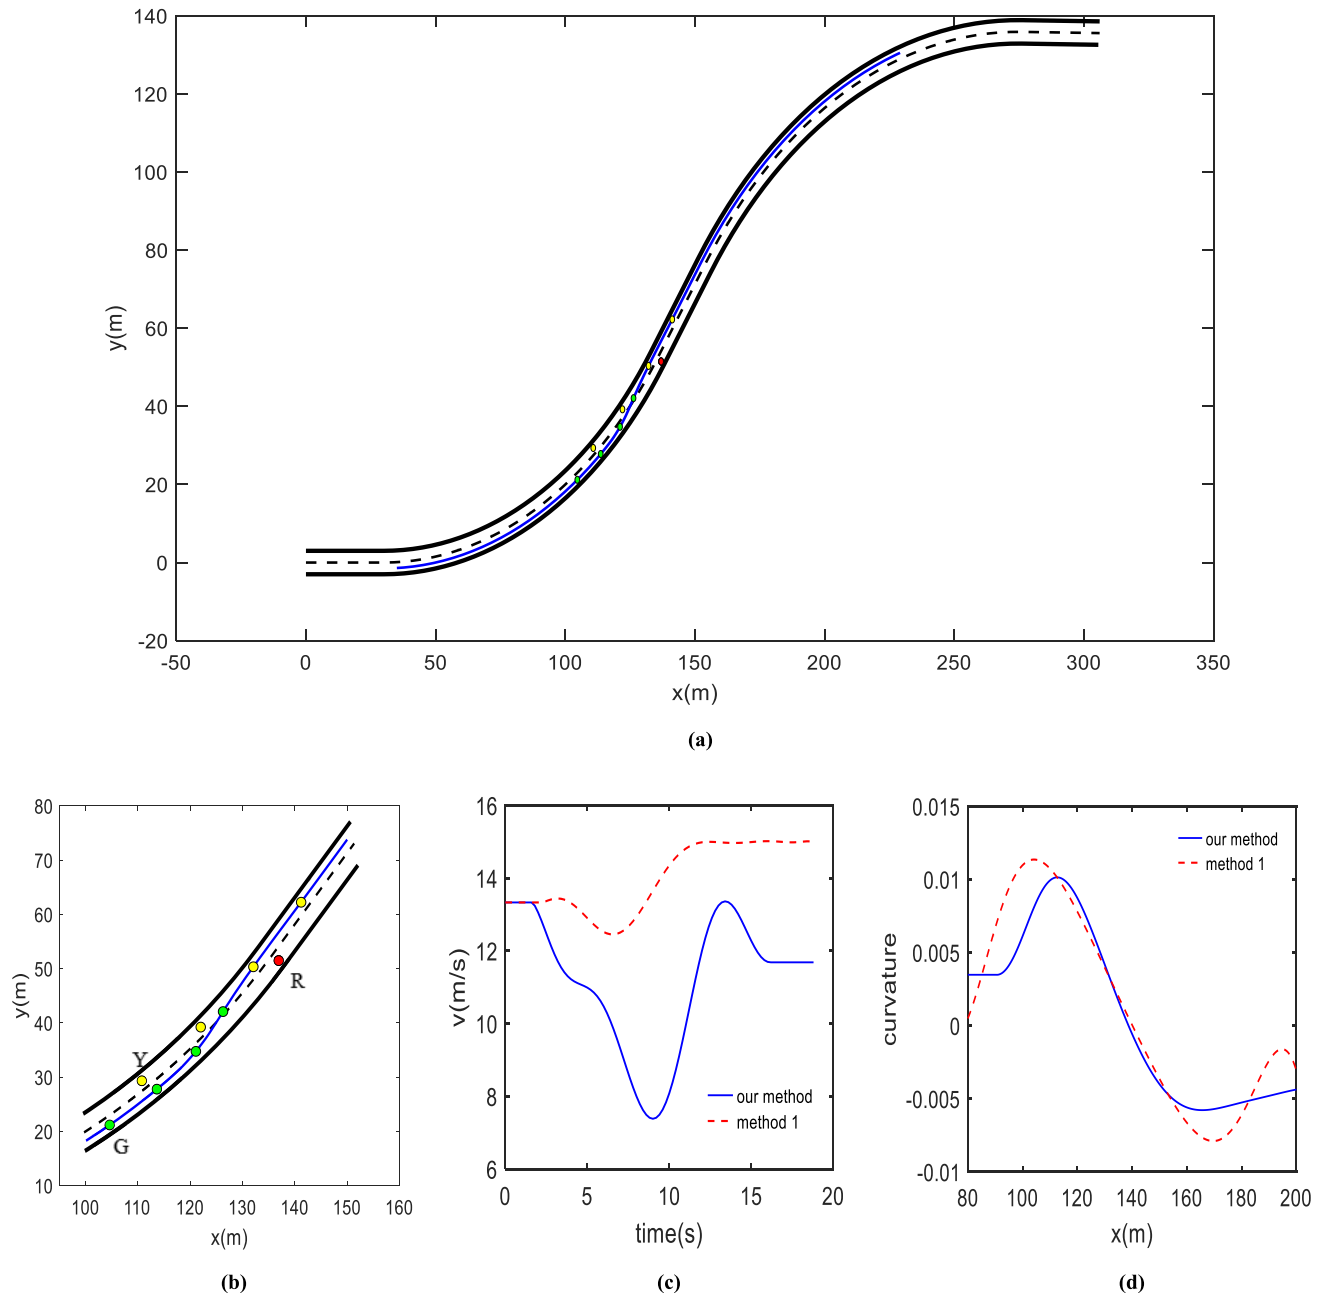 140
120
100
80
60
40
20
0
-20
y(m)
-50 0 50 100 150 200 250 300 350
x(m)
(a)
80
70
60
50
40
30
20
10
y(m)
Y
R
G
100 110 120 130 140 150 160
x(m)
(b)
16
14
12
10
8
6
v(m/s)
our method
method 1
0 5 10 15 20
time(s)
(c)
0.015
0.01
0.005
0
-0.005
-0.01
curvature
our method
method 1
80 100 120 140 160 180 200
x(m)
(d)